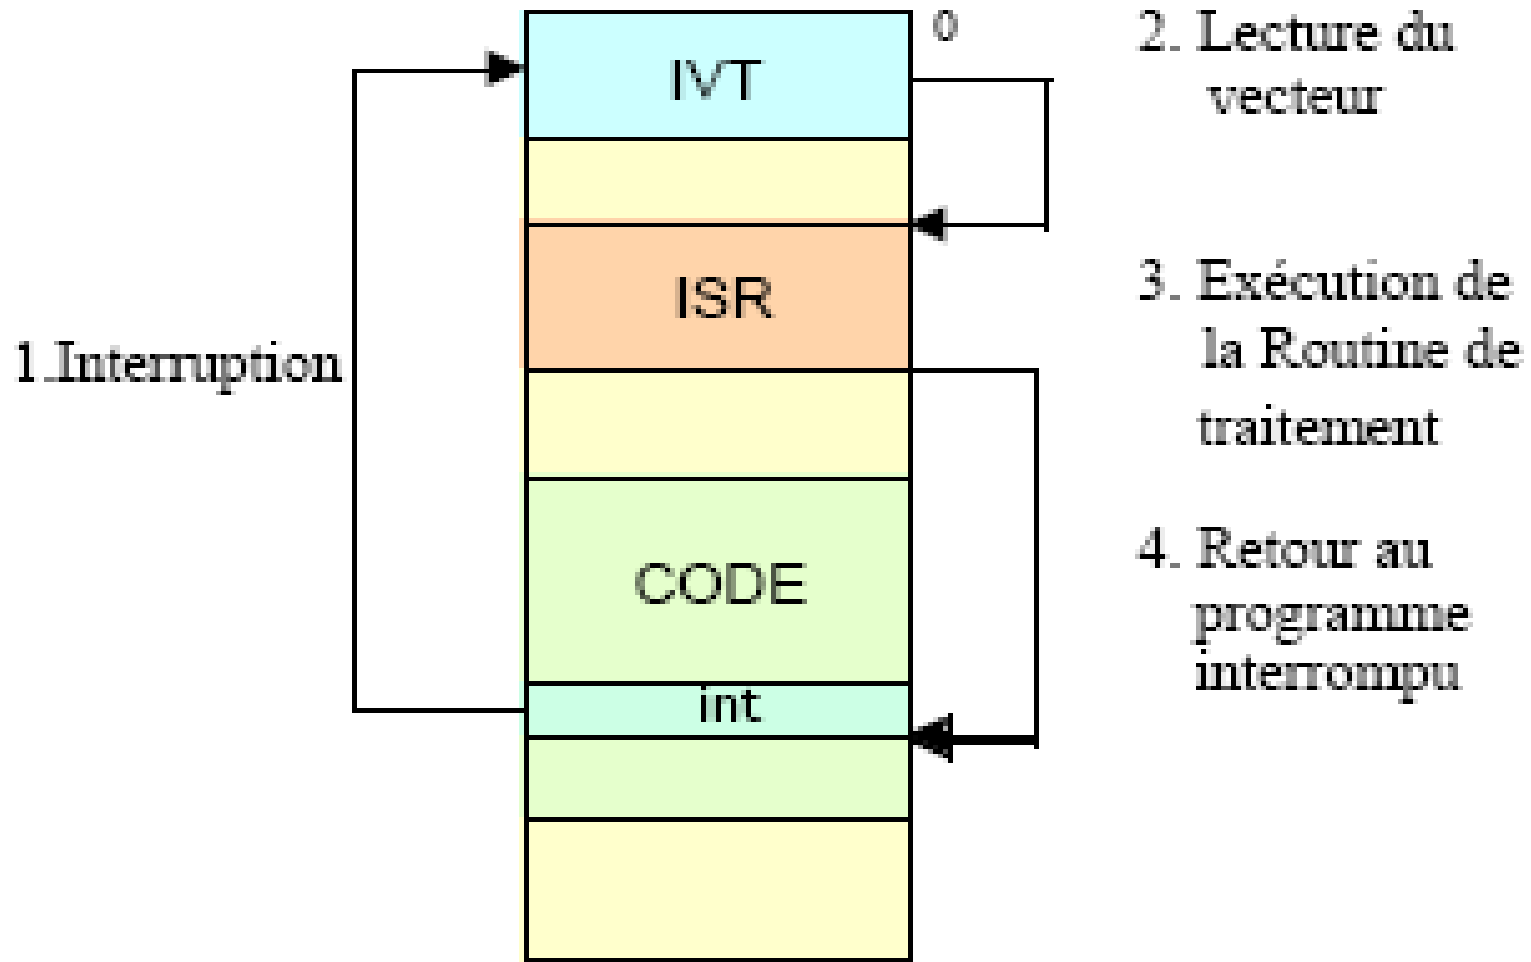 0
IVT
ISR
CODE
int
1.Interruption
2. Lecture du
vecteur
3. Exécution de
la Routine de
traitement
4. Retour au
programme
interrompu